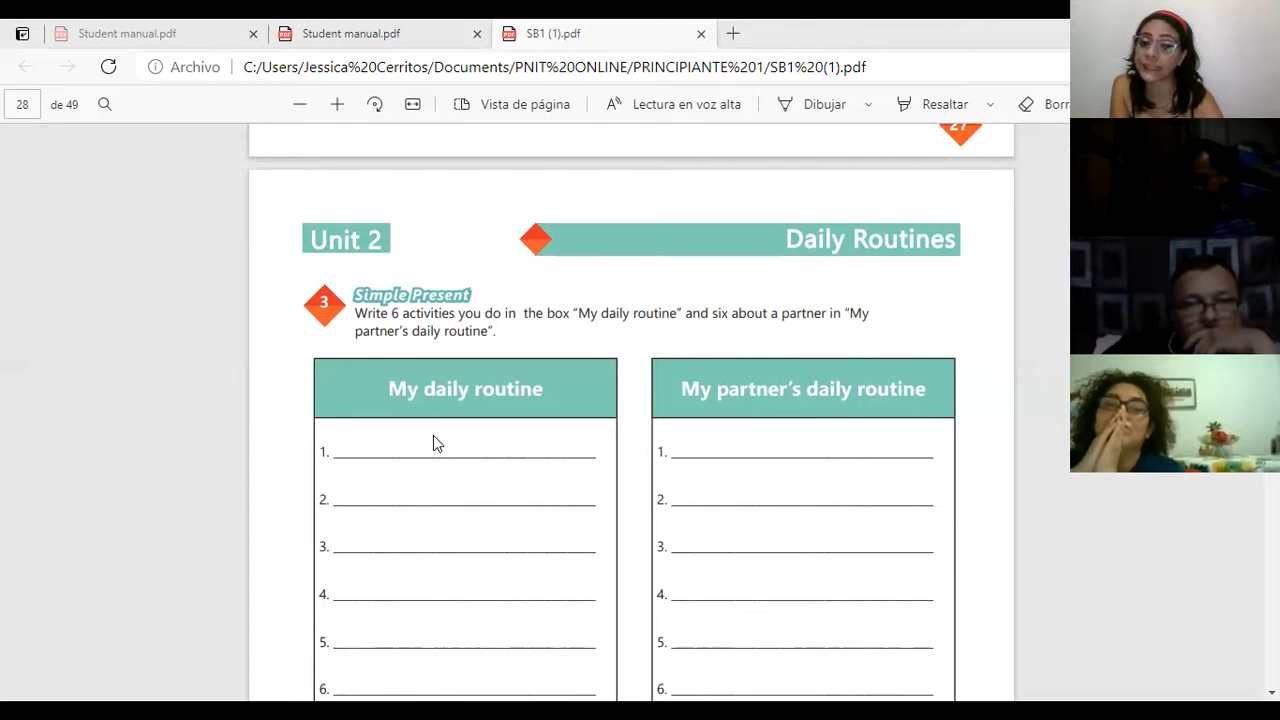 Student manual.pdf
Student manual.pdf
SB1 (1).pdf
Archivo
C:/Users/Jessica%20Cerritos/Documents/PNIT%20ONLINE/PRINCIPIANTE%201/SB1%20(1).pdf
28 de 49
Vista de página
Lectura en voz alta
Dibujar
Resaltar
Borr
27
Unit 2
Daily Routines
3
Simple Present
Write 6 activities you do in the box “My daily routine” and six about a partner in “My
partner’s daily routine”.
My daily routine
1.
2.
3.
4.
5.
6.
My partner’s daily routine
1.
2.
3.
4.
5.
6.